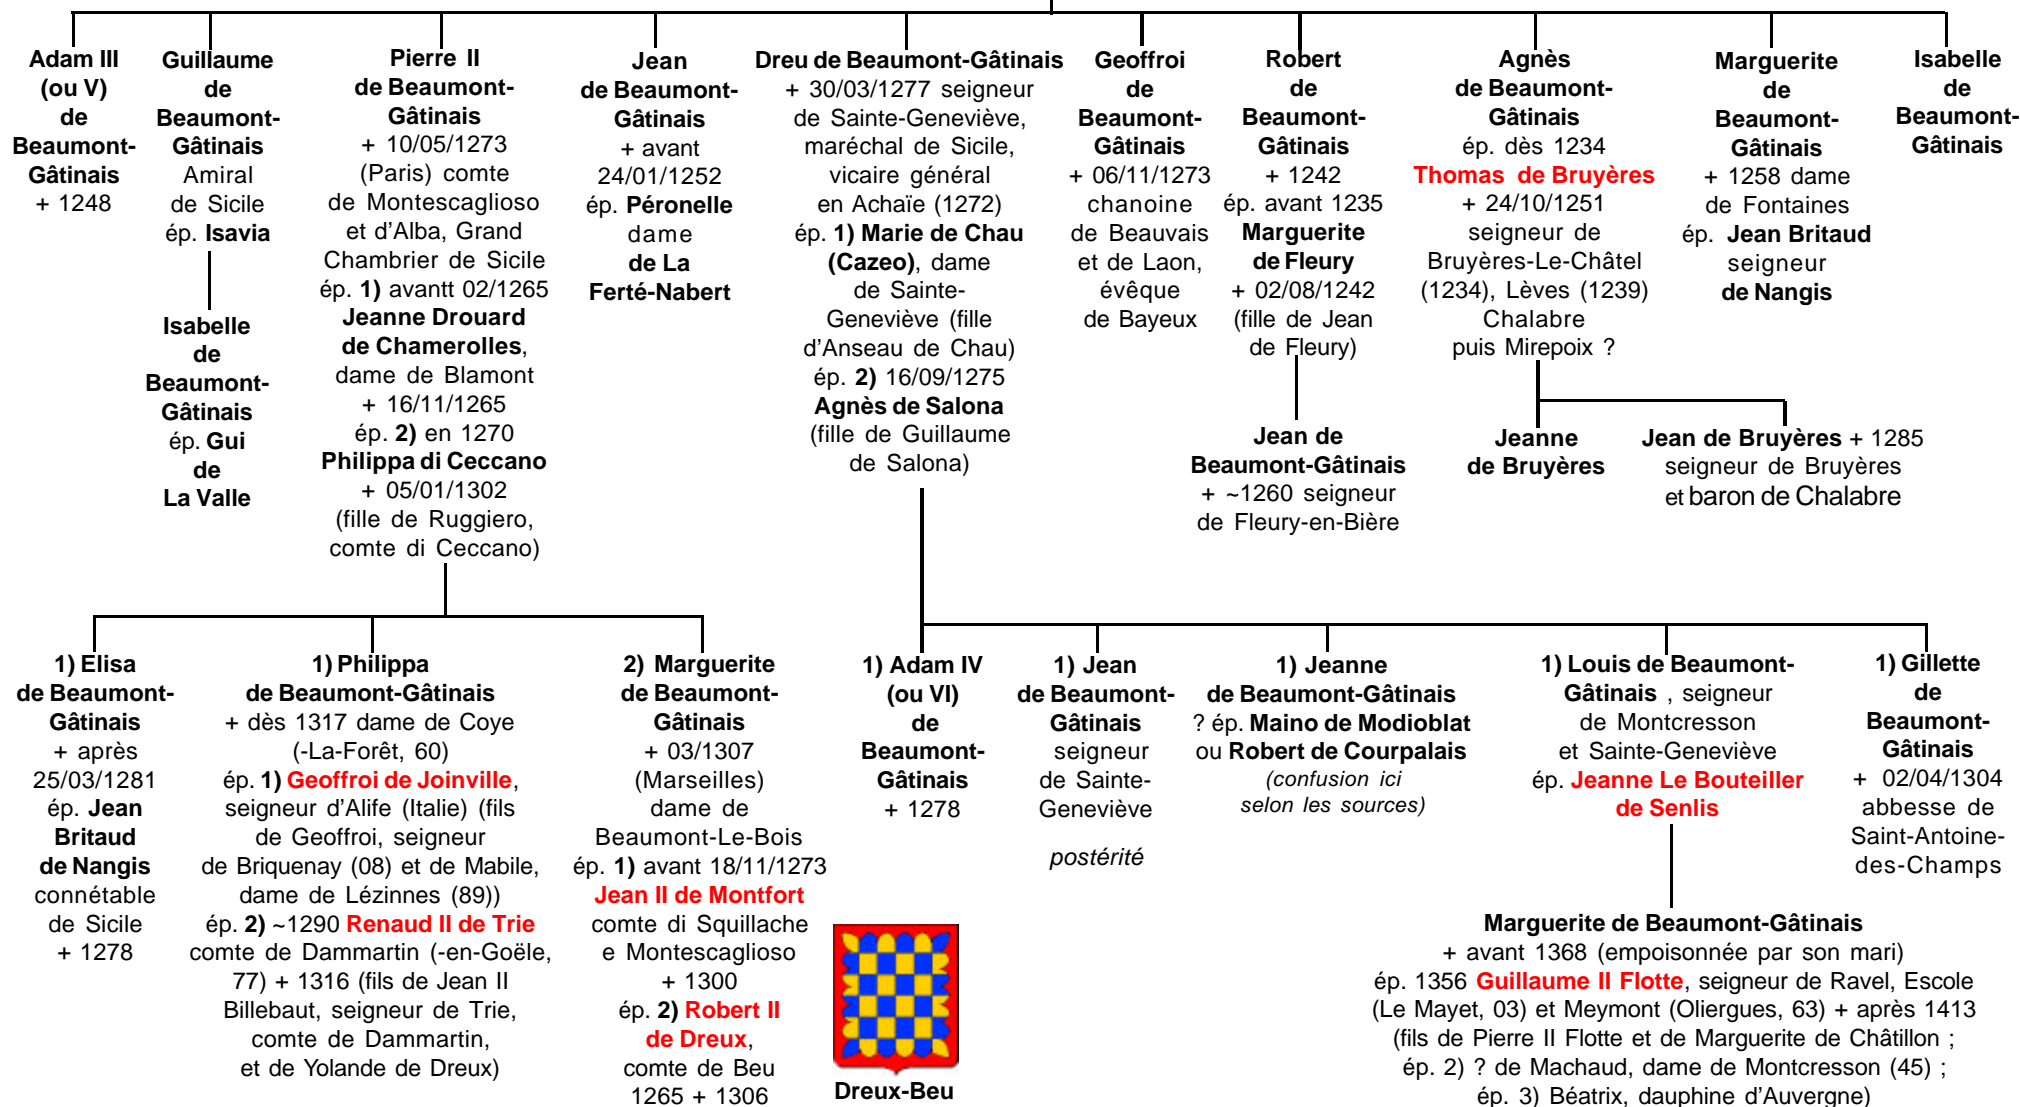 Adam III
(ou V)
de
Beaumont-
Gâtinais
+ 1248
Guillaume
de
Beaumont-
Gâtinais
Amiral
de Sicile
ép. Isavia
Isabelle
de
Beaumont-
Gâtinais
ép. Gui
de
La Valle
Pierre II
de Beaumont-
Gâtinais
+ 10/05/1273
(Paris) comte
de Montescaglioso
et d'Alba, Grand
Chambrier de Sicile
ép. 1) avantt 02/1265
Jeanne Drouard
de Chamerolles,
dame de Blamont
+ 16/11/1265
ép. 2) en 1270
Philippa di Ceccano
+ 05/01/1302
(fille de Ruggiero,
comte di Ceccano)
Jean
de Beaumont-
Gâtinais
+ avant
24/01/1252
ép. Péronelle
dame
de La
Ferté-Nabert
Dreu de Beaumont-Gâtinais
+ 30/03/1277 seigneur
de Sainte-Geneviève,
maréchal de Sicile,
vicaire général
en Achaïe (1272)
ép. 1) Marie de Chau
(Cazeo), dame
de Sainte-
Geneviève (fille
d'Anseau de Chau)
ép. 2) 16/09/1275
Agnès de Salona
(fille de Guillaume
de Salona)
Geoffroi
de
Beaumont-
Gâtinais
+ 06/11/1273
chanoine
de Beauvais
et de Laon,
évêque
de Bayeux
Robert
de
Beaumont-
Gâtinais
+ 1242
ép. avant 1235
Marguerite
de Fleury
+ 02/08/1242
(fille de Jean
de Fleury)
Jean de
Beaumont-Gâtinais
+ ~1260 seigneur
de Fleury-en-Bière
Agnès
de Beaumont-
Gâtinais
ép. dès 1234
Thomas de Bruyères
+ 24/10/1251
seigneur de
Bruyères-Le-Châtel
(1234), Lèves (1239)
Chalabre
puis Mirepoix ?
Jeanne
de Bruyères
Jean de Bruyères + 1285
seigneur de Bruyères
et baron de Chalabre
Marguerite
de
Beaumont-
Gâtinais
+ 1258 dame
de Fontaines
ép. Jean Britaud
seigneur
de Nangis
Isabelle
de
Beaumont-
Gâtinais
1) Elisa
de Beaumont-
Gâtinais
+ après
25/03/1281
ép. Jean
Britaud
de Nangis
connétable
de Sicile
+ 1278
1) Philippa
de Beaumont-Gâtinais
+ dès 1317 dame de Coye
(-La-Forêt, 60)
ép. 1) Geoffroi de Joinville,
seigneur d'Alife (Italie) (fils
de Geoffroi, seigneur
de Briquenay (08) et de Mabile,
dame de Lézinnes (89))
ép. 2) ~1290 Renaud II de Trie
comte de Dammartin (-en-Goële,
77) + 1316 (fils de Jean II
Billebaut, seigneur de Trie,
comte de Dammartin,
et de Yolande de Dreux)
2) Marguerite
de Beaumont-
Gâtinais
+ 03/1307
(Marseilles)
dame de
Beaumont-Le-Bois
ép. 1) avant 18/11/1273
Jean II de Montfort
comte di Squillache
e Montescaglioso
+ 1300
ép. 2) Robert II
de Dreux,
comte de Beu
1265 + 1306
Dreux-Beu
1) Adam IV
(ou VI)
de
Beaumont-
Gâtinais
+ 1278
1) Jean
de Beaumont-
Gâtinais
seigneur
de Sainte-
Geneviève
postérité
1) Jeanne
de Beaumont-Gâtinais
? ép. Maino de Modioblat
ou Robert de Courpalais
(confusion ici
selon les sources)
1) Louis de Beaumont-
Gâtinais , seigneur
de Montcresson
et Sainte-Geneviève
ép. Jeanne Le Bouteiller
de Senlis
1) Gillette
de
Beaumont-
Gâtinais
+ 02/04/1304
abbesse de
Saint-Antoine-
des-Champs
Marguerite de Beaumont-Gâtinais
+ avant 1368 (empoisonnée par son mari)
ép. 1356 Guillaume II Flotte, seigneur de Ravel, Escole
(Le Mayet, 03) et Meymont (Oliergues, 63) + après 1413
(fils de Pierre II Flotte et de Marguerite de Châtillon ;
ép. 2) ? de Machaud, dame de Montcresson (45) ;
ép. 3) Béatrix, dauphine d'Auvergne)